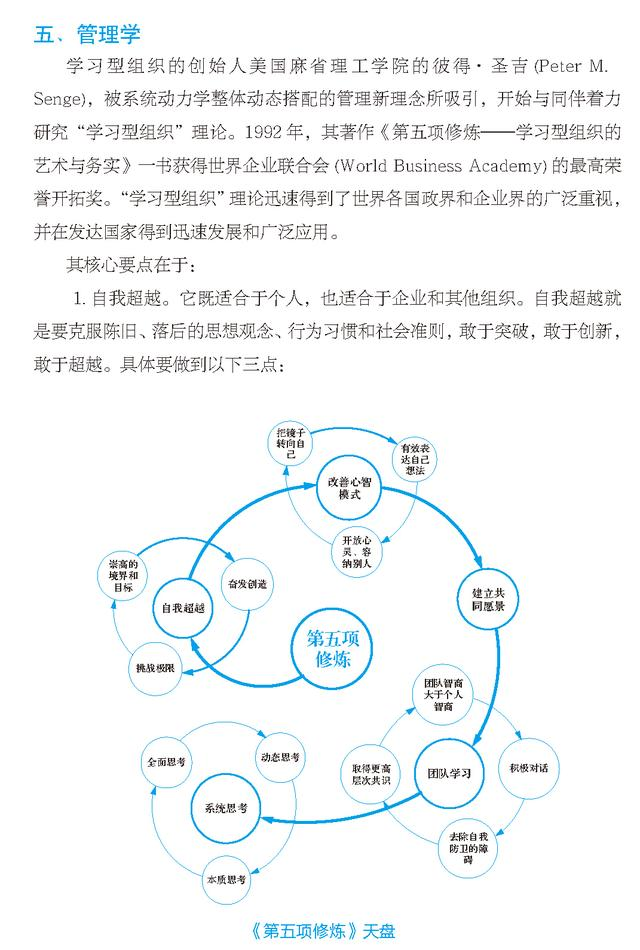 五、管理学
学习型组织的创始人美国麻省理工学院的彼得·圣吉(Peter M.
Senge)，被系统动力学整体动态搭配的管理新理念所吸引，开始与同伴着力
研究“学习型组织”理论。1992年，其著作《第五项修炼——学习型组织的
艺术与务实》一书获得世界企业联合会(World Business Academy)的最高荣
誉开拓奖。“学习型组织”理论迅速得到了世界各国政界和企业界的广泛重视，
并在发达国家得到迅速发展和广泛应用。
其核心要点在于：
1. 自我超越。它既适合于个人，也适合于企业和其他组织。自我超越就
是要克服陈旧、落后的思想观念、行为习惯和社会准则，敢于突破，敢于创新，
敢于超越。具体要做到以下三点：
把镜子
转向自
己
有效表
达自己
想法
改善心智
模式
开放心
灵、容
纳别人
崇高的
境界和
目标
奋发创造
自我超越
挑战极限
建立共
同愿景
第五项
修炼
团队智商
大于个人
智商
取得更高
层次共识
团队学习
积极对话
去除自我
防卫的障
碍
全面思考
动态思考
系统思考
本质思考
《第五项修炼》天盘